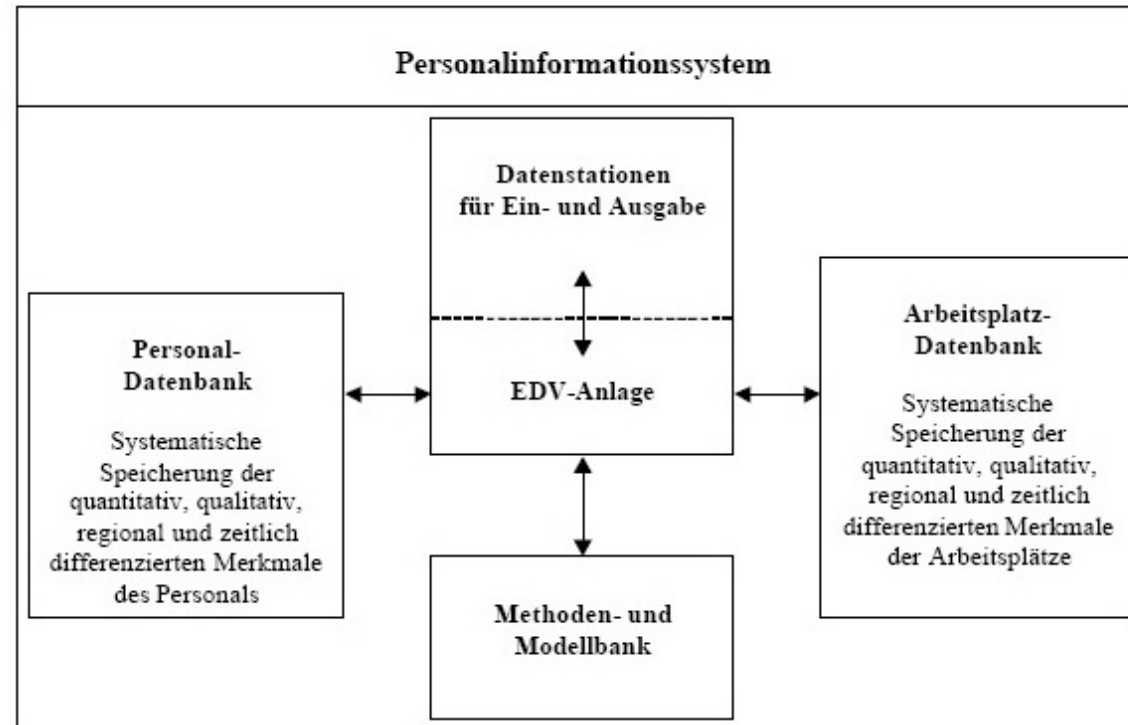 Personalinformationssystem
Datenstationen
für Ein- und Ausgabe
EDV-Anlage
Personal-
Datenbank
Systematische
Speicherung der
quantitativ, qualitativ,
regional und zeitlich
differenzierten Merkmale
des Personals
Arbeitsplatz-
Datenbank
Systematische
Speicherung der
quantitativ, qualitativ,
regional und zeitlich
differenzierten Merkmale
der Arbeitsplätze
Methoden- und
Modellbank